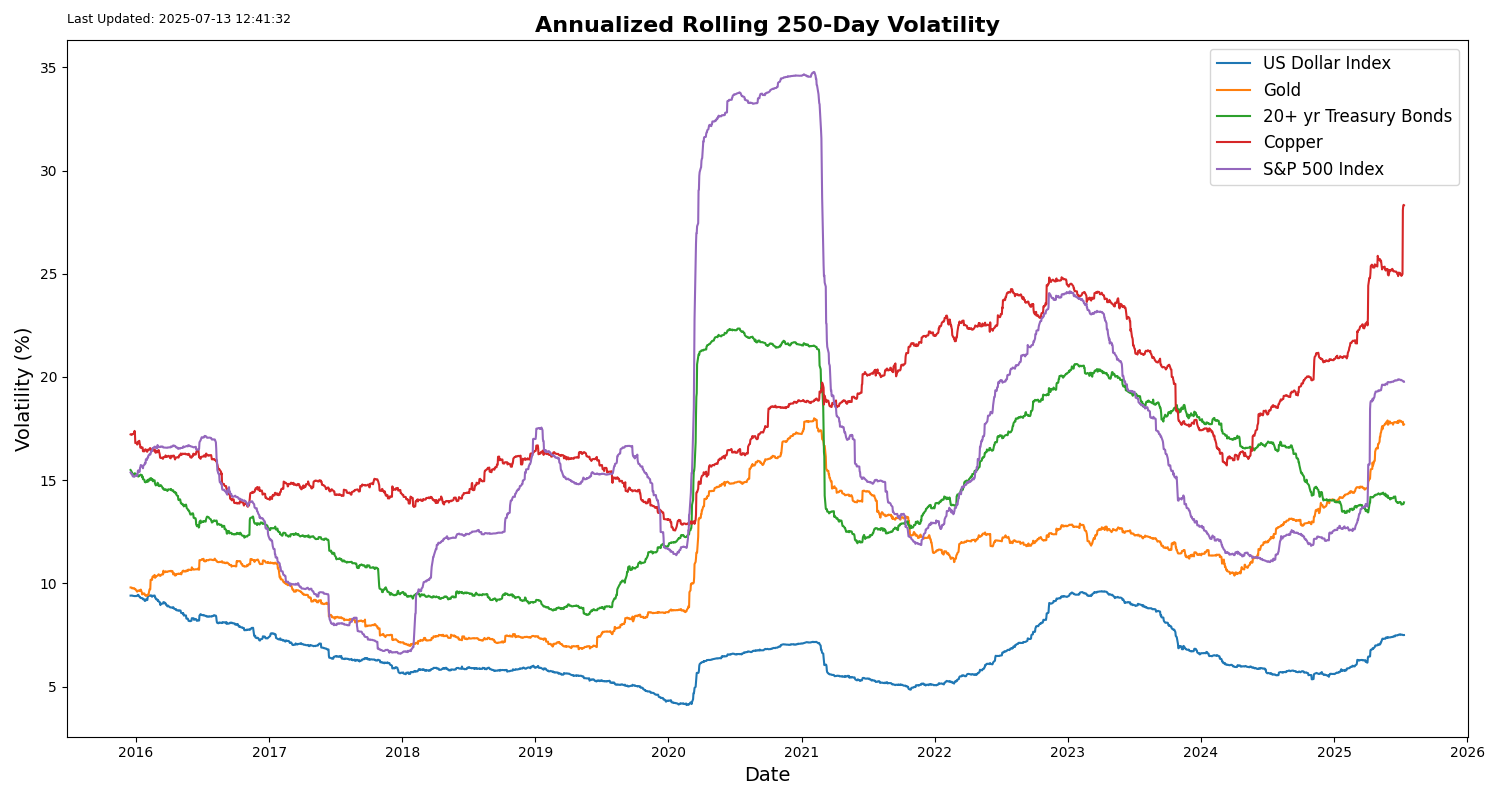 Last Updated: 2025-07-13 12:41:32
Annualized Rolling 250-Day Volatility
US Dollar Index
Gold
20+ yr Treasury Bonds
Copper
S&P 500 Index
Volatility (%)
35
30
25
20
15
10
5
2016 2017 2018 2019 2020 2021 2022 2023 2024 2025 2026
Date